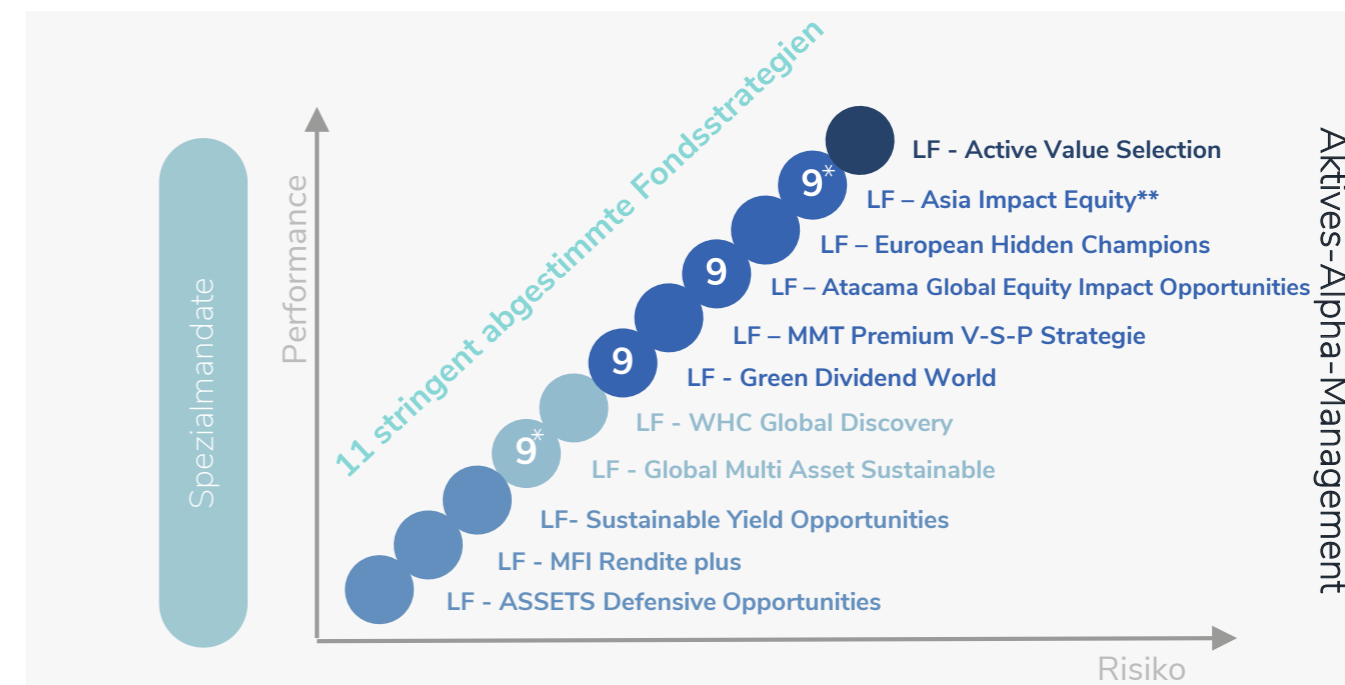 11 stringent abgestimmte Fondsstrategien
Spezialmandate
Performance
LF - Active Value Selection
9*
LF – Asia Impact Equity**
LF – European Hidden Champions
9
LF – Atacama Global Equity Impact Opportunities
LF – MMT Premium V-S-P Strategie
9
LF - Green Dividend World
LF - WHC Global Discovery
9*
LF - Global Multi Asset Sustainable
LF- Sustainable Yield Opportunities
LF - MFI Rendite plus
LF - ASSETS Defensive Opportunities
Risiko
Aktives-Alpha-Management